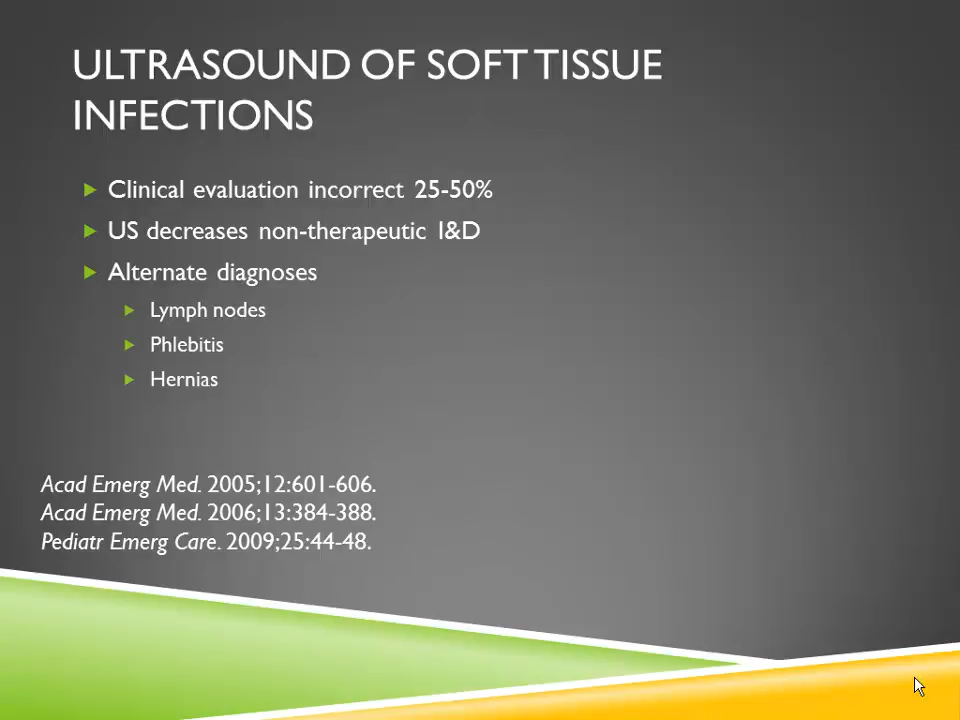 ULTRASOUND OF SOFT TISSUE
INFECTIONS
Clinical evaluation incorrect 25-50%
US decreases non-therapeutic I&D
Alternate diagnoses
Lymph nodes
Phlebitis
Hernias
Acad Emerg Med. 2005;12:601-606.
Acad Emerg Med. 2006;13:384-388.
Pediatr Emerg Care. 2009;25:44-48.